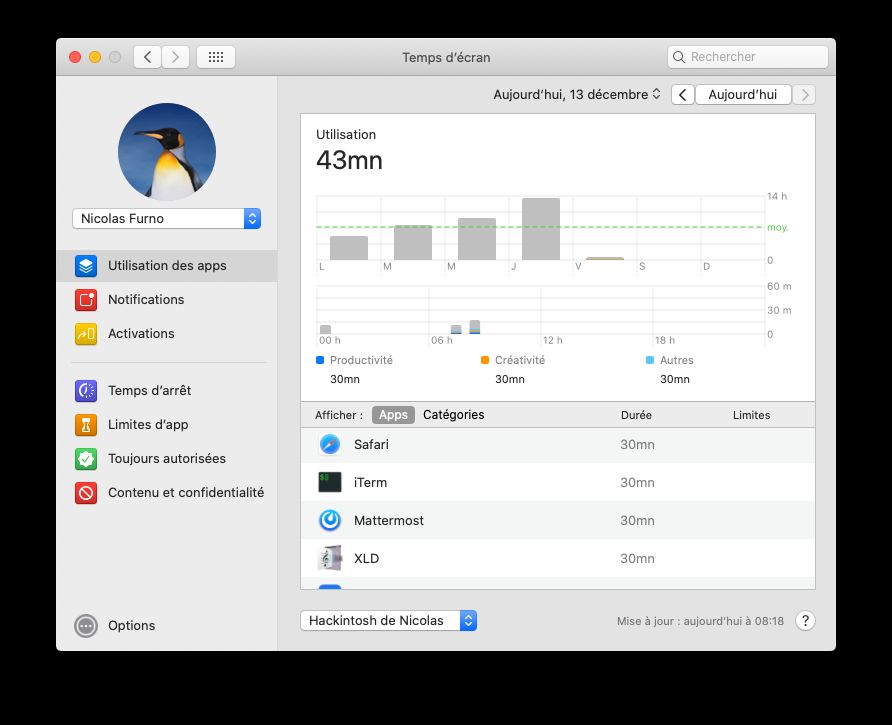 Temps d'écran
Rechercher
Nicolas Furno
Utilisation des apps
Notifications
Activations
Temps d'arrêt
Limites d'app
Toujours autorisées
Contenu et confidentialité
Options
Aujourd'hui, 13 décembre
Aujourd'hui
Utilisation
43mn
14 h
moy.
0
L M M J V S D
60 m
30 m
0
00 h 06 h 12 h 18 h
Productivité Créativité Autres
30mn 30mn 30mn
Afficher : Apps Catégories Durée Limites
Safari 30mn
iTerm 30mn
Mattermost 30mn
XLD 30mn
Hackintosh de Nicolas
Mise à jour : aujourd'hui à 08:18 ?